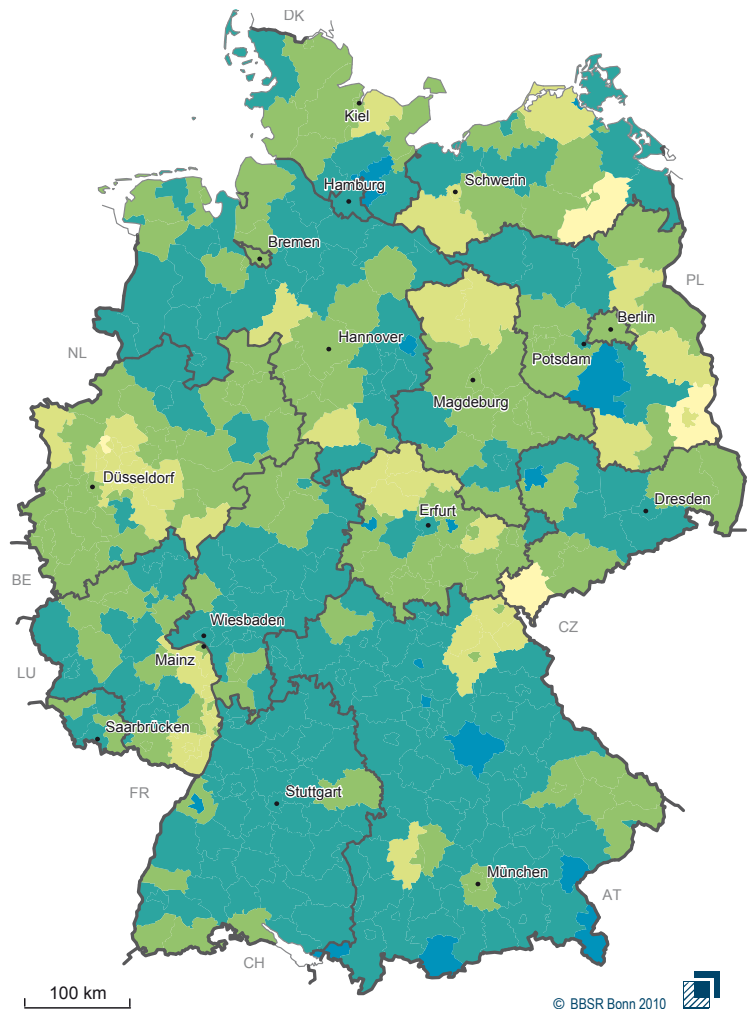 DK
Kiel
Schwerin
Hamburg
Bremen
PL
Berlin
Hannover
NL
Potsdam
Magdeburg
Düsseldorf
Dresden
Erfurt
BE
Wiesbaden
CZ
Mainz
LU
Saarbrücken
FR
Stuttgart
München
AT
CH
100 km
© BBSR Bonn 2010